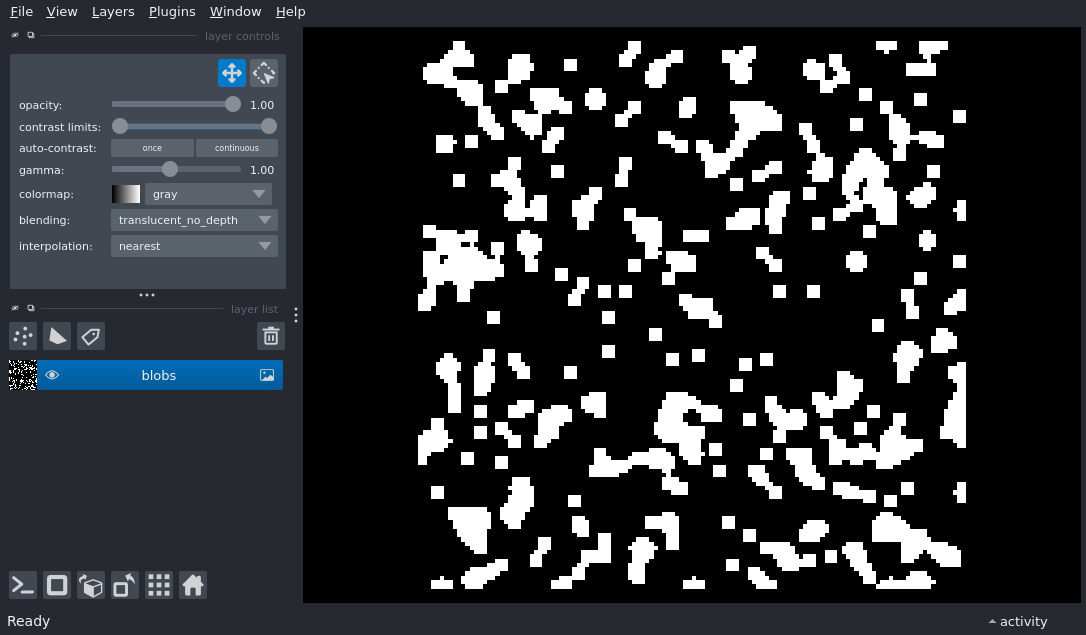 File View Layers Plugins Window Help
layer controls
opacity: 1.00
contrast limits:
auto-contrast: once continuous
gamma: 1.00
colormap: gray
blending: translucent_no_depth
interpolation: nearest
layer list
blobs
Ready activity